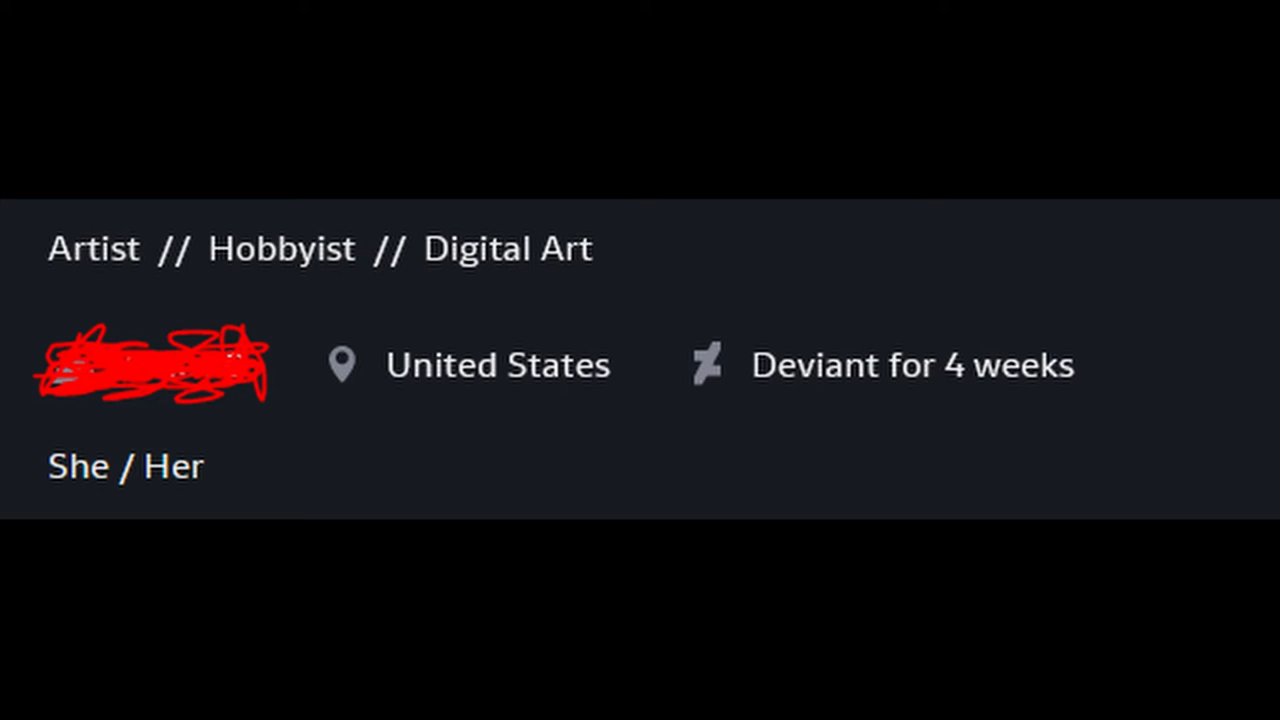 Artist // Hobbyist // Digital Art
United States Deviant for 4 weeks
She / Her